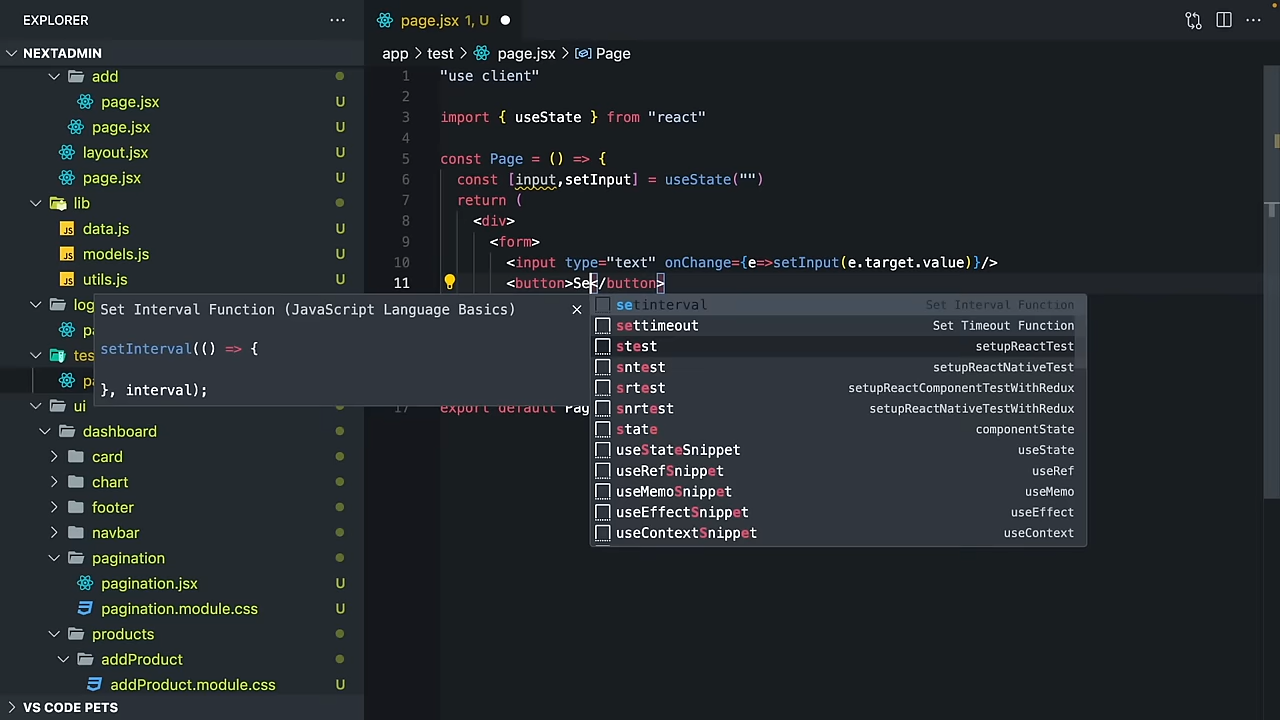 EXPLORER
NEXTADMIN
add
page.jsx U
page.jsx U
layout.jsx U
page.jsx U
lib
data.js U
models.js U
utils.js U
log
pa
tes
pa
ui
dashboard
card
chart
footer
navbar
pagination
pagination.jsx U
pagination.module.css U
products
addProduct
addProduct.module.css U
VS CODE PETS
page.jsx 1, U
app > test > page.jsx > Page
1 "use client"
2
3 import { useState } from "react"
4
5 const Page = () => {
6 const [input,setInput] = useState("")
7 return (
8 <div>
9 <form>
10 <input type="text" onChange={e=>setInput(e.target.value)}/>
11 <button>Se</button>
17 export default Pag
Set Interval Function (JavaScript Language Basics)
setInterval(() => {
}, interval);
setinterval Set Interval Function
settimeout Set Timeout Function
stest setupReactTest
sntest setupReactNativeTest
srtest setupReactComponentTestWithRedux
snrtest setupReactNativeTestWithRedux
state componentState
useStateSnippet useState
useRefSnippet useRef
useMemoSnippet useMemo
useEffectSnippet useEffect
useContextSnippet useContext